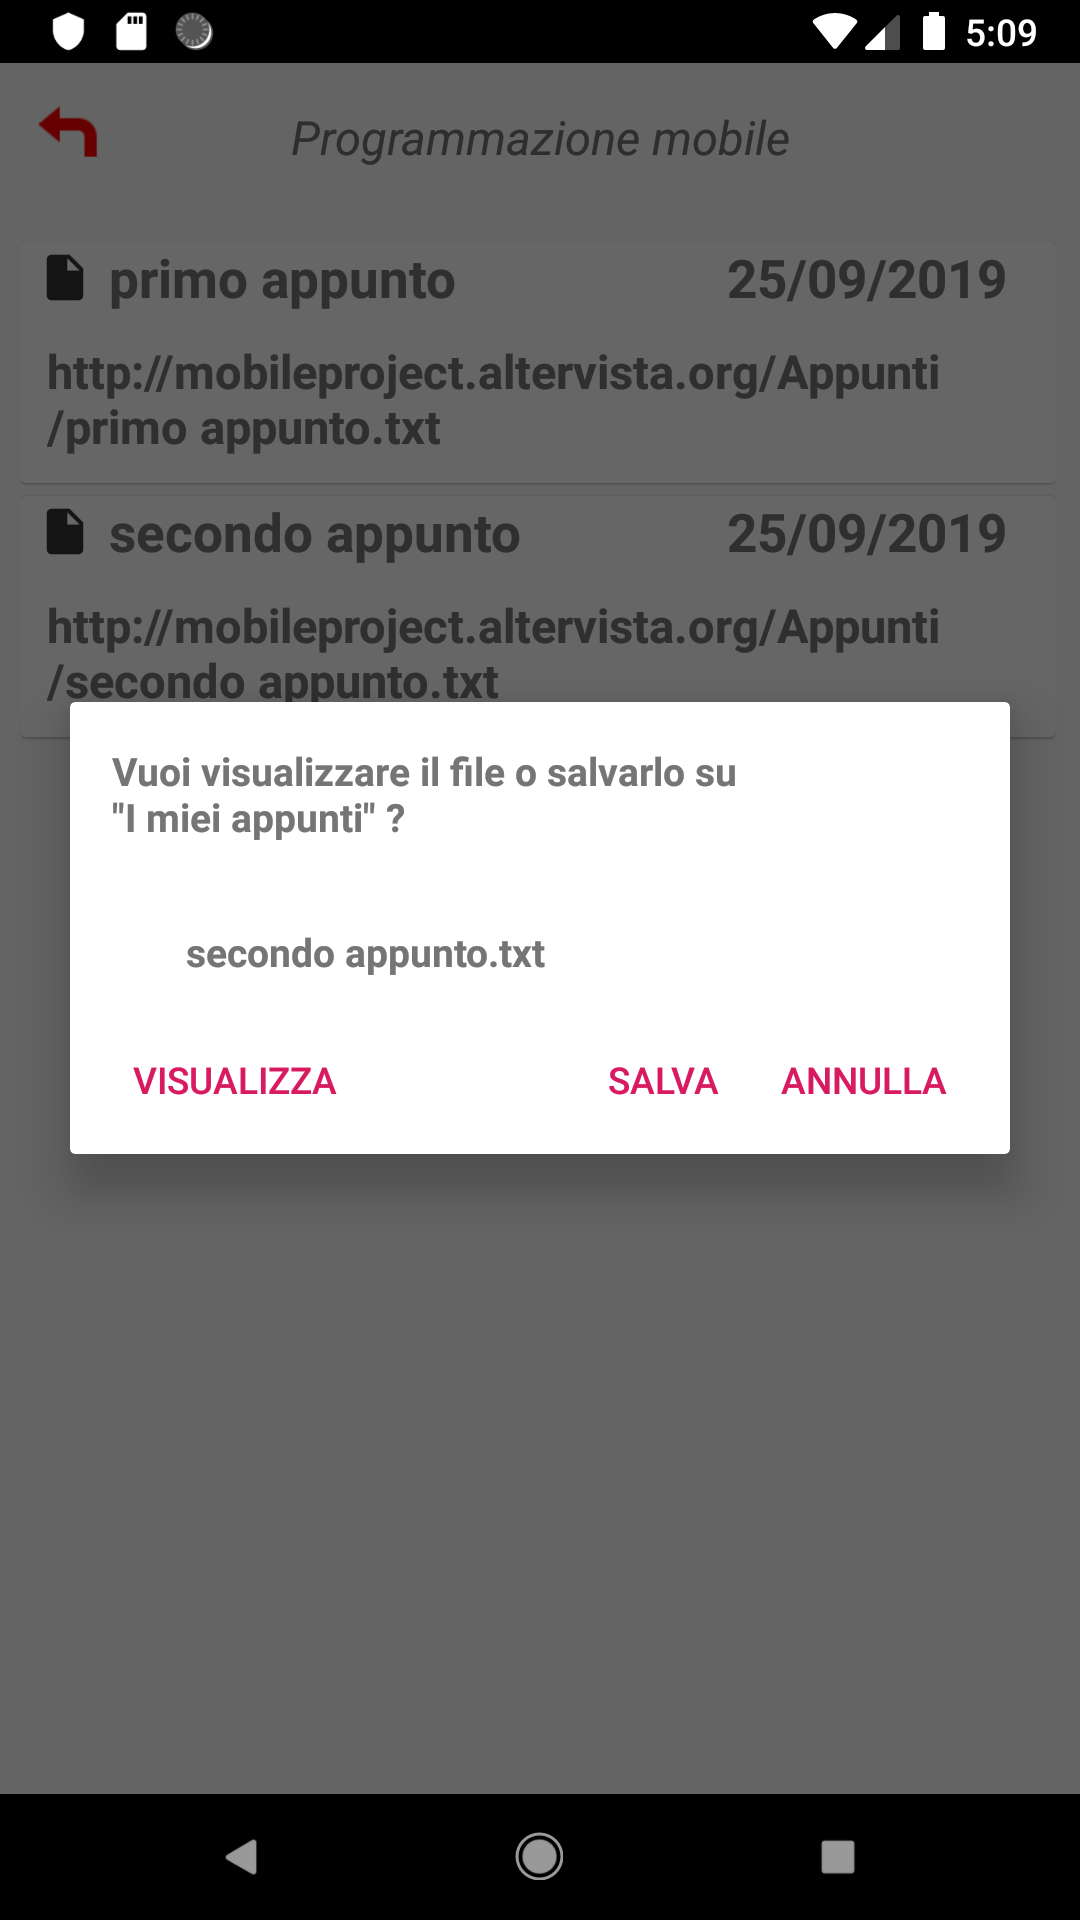 5:09
Programmazione mobile
primo appunto 25/09/2019
http://mobileproject.altervista.org/Appunti
/primo appunto.txt
secondo appunto 25/09/2019
http://mobileproject.altervista.org/Appunti
/secondo appunto.txt
Vuoi visualizzare il file o salvarlo su
"I miei appunti" ?
secondo appunto.txt
VISUALIZZA SALVA ANNULLA